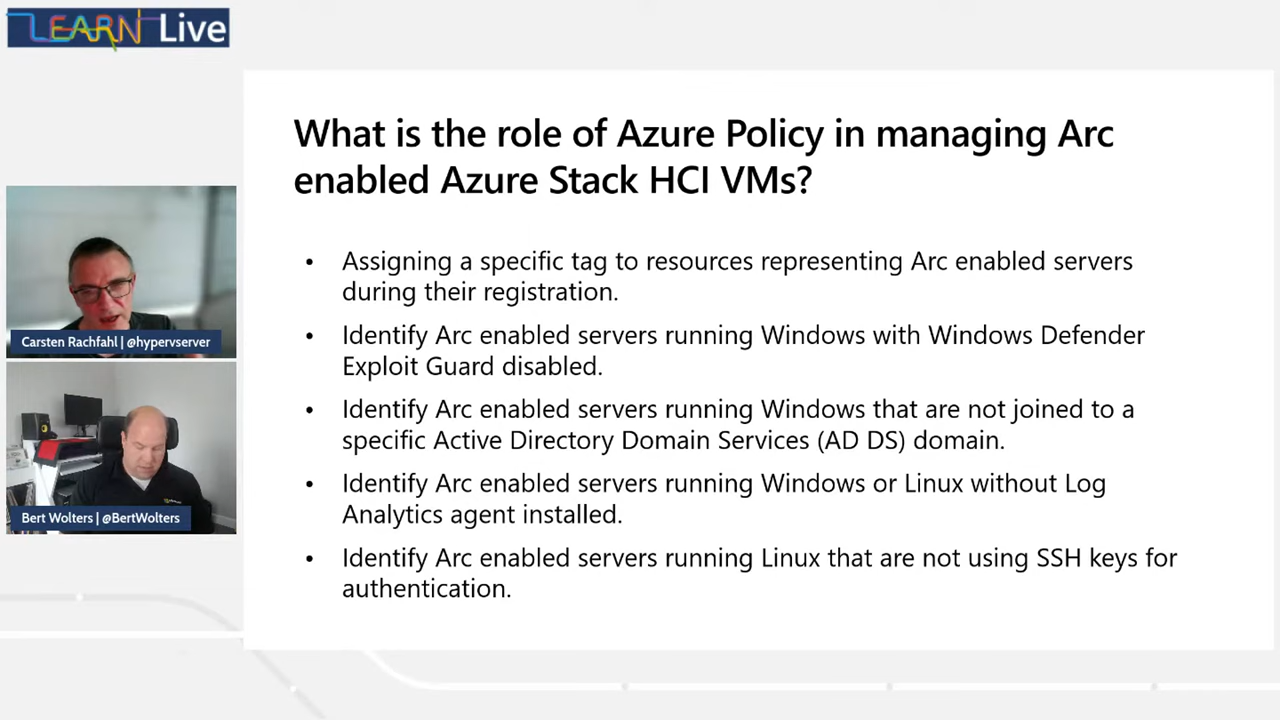 LEARN Live
What is the role of Azure Policy in managing Arc
enabled Azure Stack HCI VMs?
• Assigning a specific tag to resources representing Arc enabled servers
during their registration.
• Identify Arc enabled servers running Windows with Windows Defender
Exploit Guard disabled.
• Identify Arc enabled servers running Windows that are not joined to a
specific Active Directory Domain Services (AD DS) domain.
• Identify Arc enabled servers running Windows or Linux without Log
Analytics agent installed.
• Identify Arc enabled servers running Linux that are not using SSH keys for
authentication.
Carsten Rachfahl | @hypervserver
Bert Wolters | @BertWolters